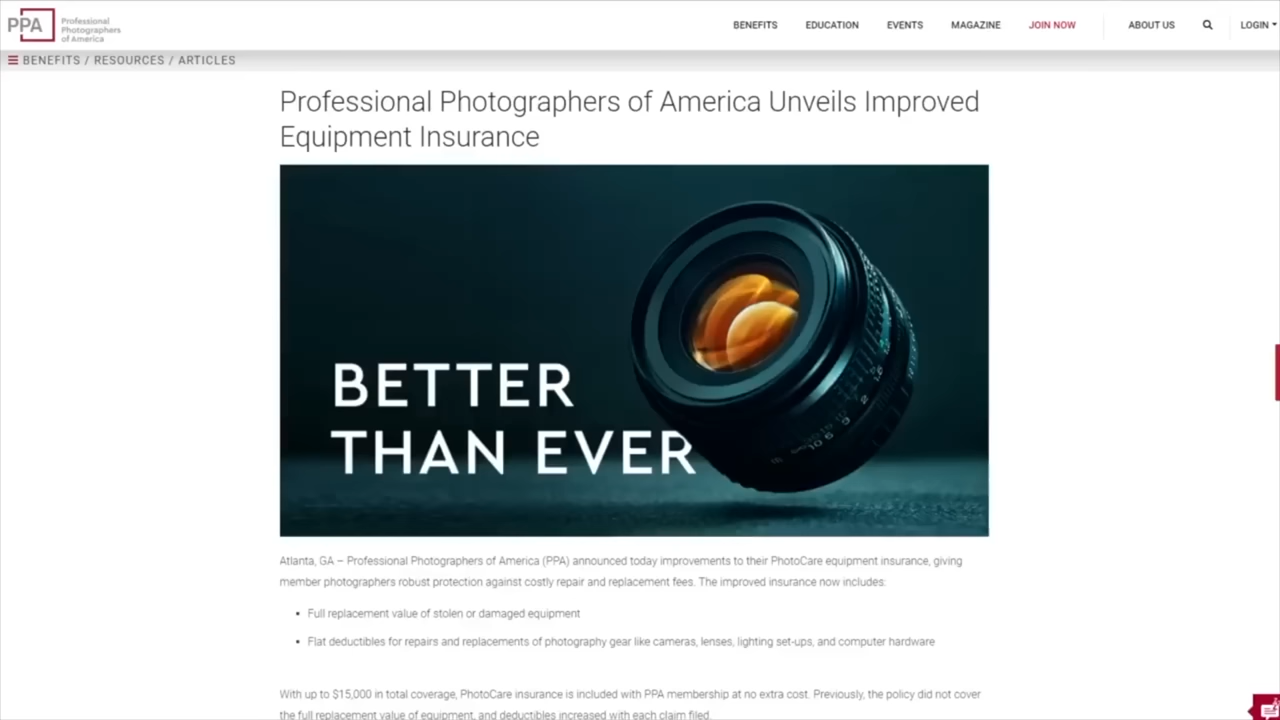 PPA
Professional
Photographers
of America
BENEFITS EDUCATION EVENTS MAGAZINE JOIN NOW ABOUT US LOGIN
BENEFITS / RESOURCES / ARTICLES
Professional Photographers of America Unveils Improved
Equipment Insurance
BETTER
THAN EVER
Atlanta, GA – Professional Photographers of America (PPA) announced today improvements to their PhotoCare equipment insurance, giving
member photographers robust protection against costly repair and replacement fees. The improved insurance now includes:
• Full replacement value of stolen or damaged equipment
• Flat deductibles for repairs and replacements of photography gear like cameras, lenses, lighting set-ups, and computer hardware
With up to $15,000 in total coverage, PhotoCare insurance is included with PPA membership at no extra cost. Previously, the policy did not cover
the full replacement value of equipment, and deductibles increased with each claim filed.